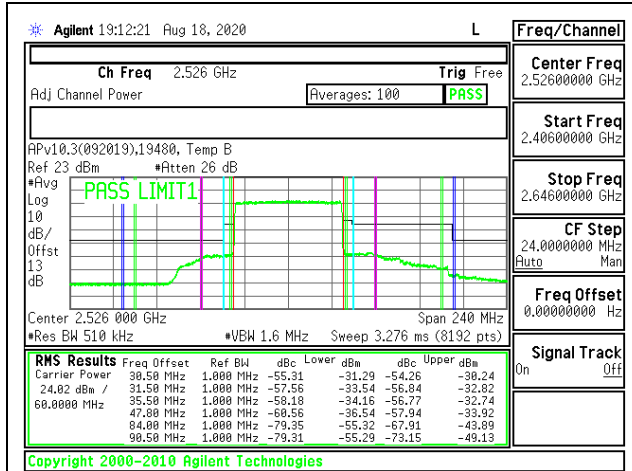 Agilent 19:12:21 Aug 18, 2020 L
Freq/Channel
Ch Freq 2.526 GHz Trig Free
Adj Channel Power Averages: 100 PASS
Center Freq
2.52600000 GHz
Start Freq
2.40600000 GHz
Stop Freq
2.64600000 GHz
CF Step
24.0000000 MHz
Auto Man
Freq Offset
0.00000000 Hz
Signal Track
On Off
APv10.3(092019),19480, Temp B
Ref 23 dBm #Atten 26 dB
#Avg
Log
10
dB/
Offst
13
dB
PASS LIMIT1
Center 2.526 000 GHz Span 240 MHz
#Res BW 510 kHz #VBW 1.6 MHz Sweep 3.276 ms (8192 pts)
RMS Results Freq Offset Ref BW dBc Lower dBm dBc Upper dBm
Carrier Power 30.50 MHz 1.000 MHz -55.31 -31.29 -54.26 -30.24
24.02 dBm / 31.50 MHz 1.000 MHz -57.56 -33.54 -56.84 -32.82
60.0000 MHz 35.50 MHz 1.000 MHz -58.18 -34.16 -56.77 -32.74
47.80 MHz 1.000 MHz -60.56 -36.54 -57.94 -33.92
84.00 MHz 1.000 MHz -79.35 -55.32 -67.91 -43.89
90.50 MHz 1.000 MHz -79.31 -55.29 -73.15 -49.13
Copyright 2000-2010 Agilent Technologies